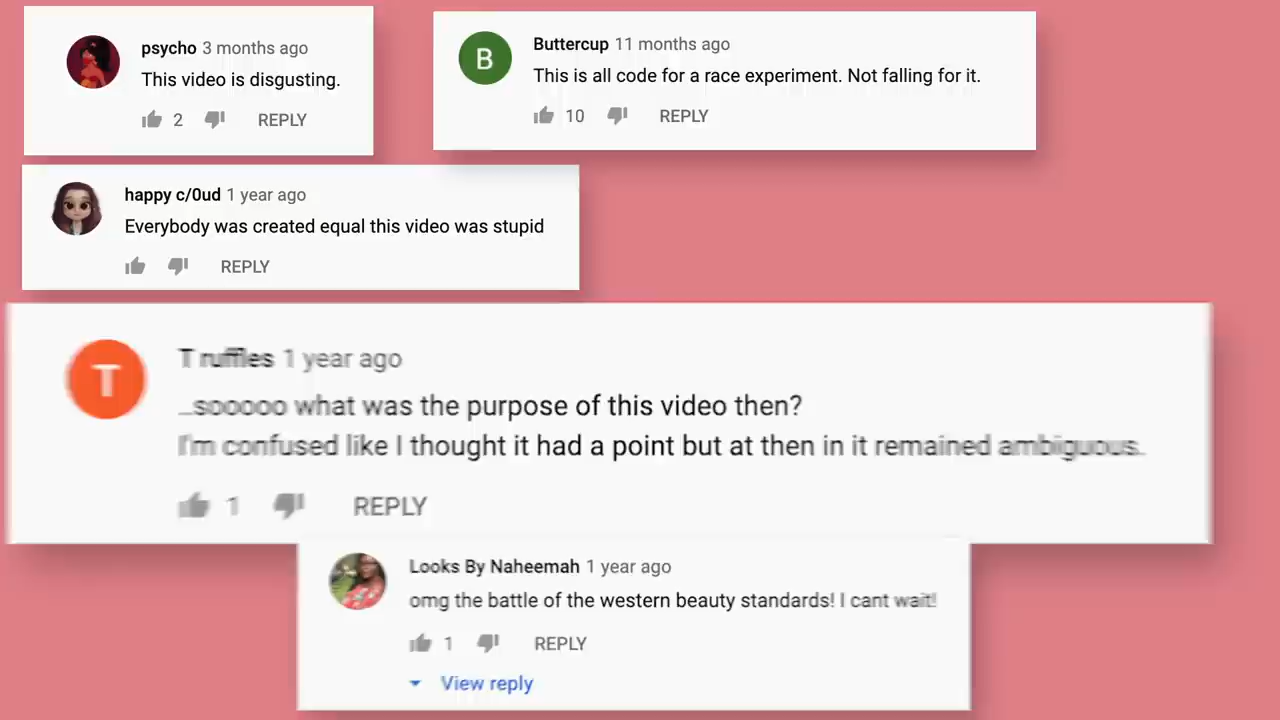 psycho 3 months ago
This video is disgusting.
2 REPLY
B
Buttercup 11 months ago
This is all code for a race experiment. Not falling for it.
10 REPLY
happy c/0ud 1 year ago
Everybody was created equal this video was stupid
REPLY
T
T ruffles 1 year ago
...sooooo what was the purpose of this video then?
I'm confused like I thought it had a point but at then in it remained ambiguous.
1 REPLY
Looks By Naheemah 1 year ago
omg the battle of the western beauty standards! I cant wait!
1 REPLY
View reply